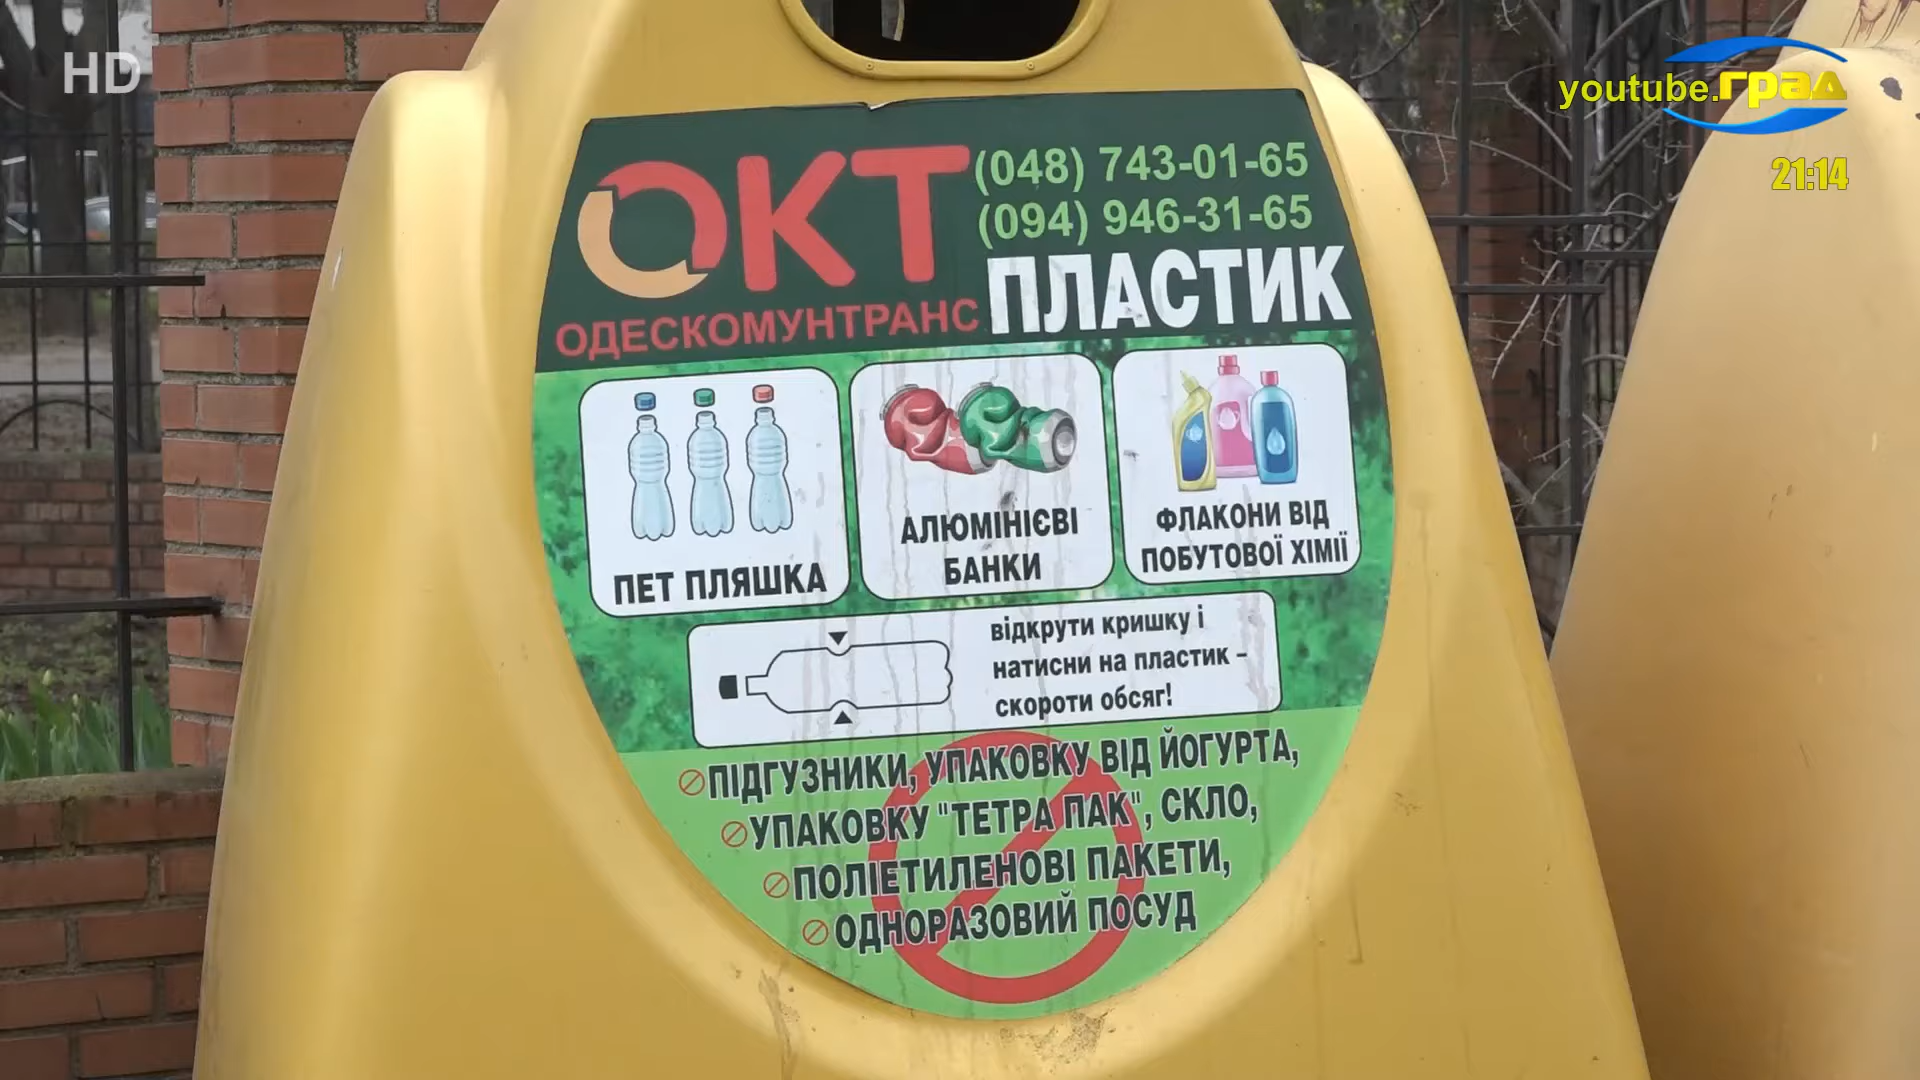 HD
youtube.град
21:14
ОКТ
(048) 743-01-65
(094) 946-31-65
ОДЕСКОМУНТРАНС
ПЛАСТИК
ПЕТ ПЛЯШКА
АЛЮМІНІЄВІ
БАНКИ
ФЛАКОНИ ВІД
ПОБУТОВОЇ ХІМІЇ
відкрути кришку і
натисни на пластик –
скороти обсяг!
ПІДГУЗНИКИ, УПАКОВКУ ВІД ЙОГУРТА,
УПАКОВКУ "ТЕТРА ПАК", СКЛО,
ПОЛІЕТИЛЕНОВІ ПАКЕТИ,
ОДНОРАЗОВИЙ ПОСУД